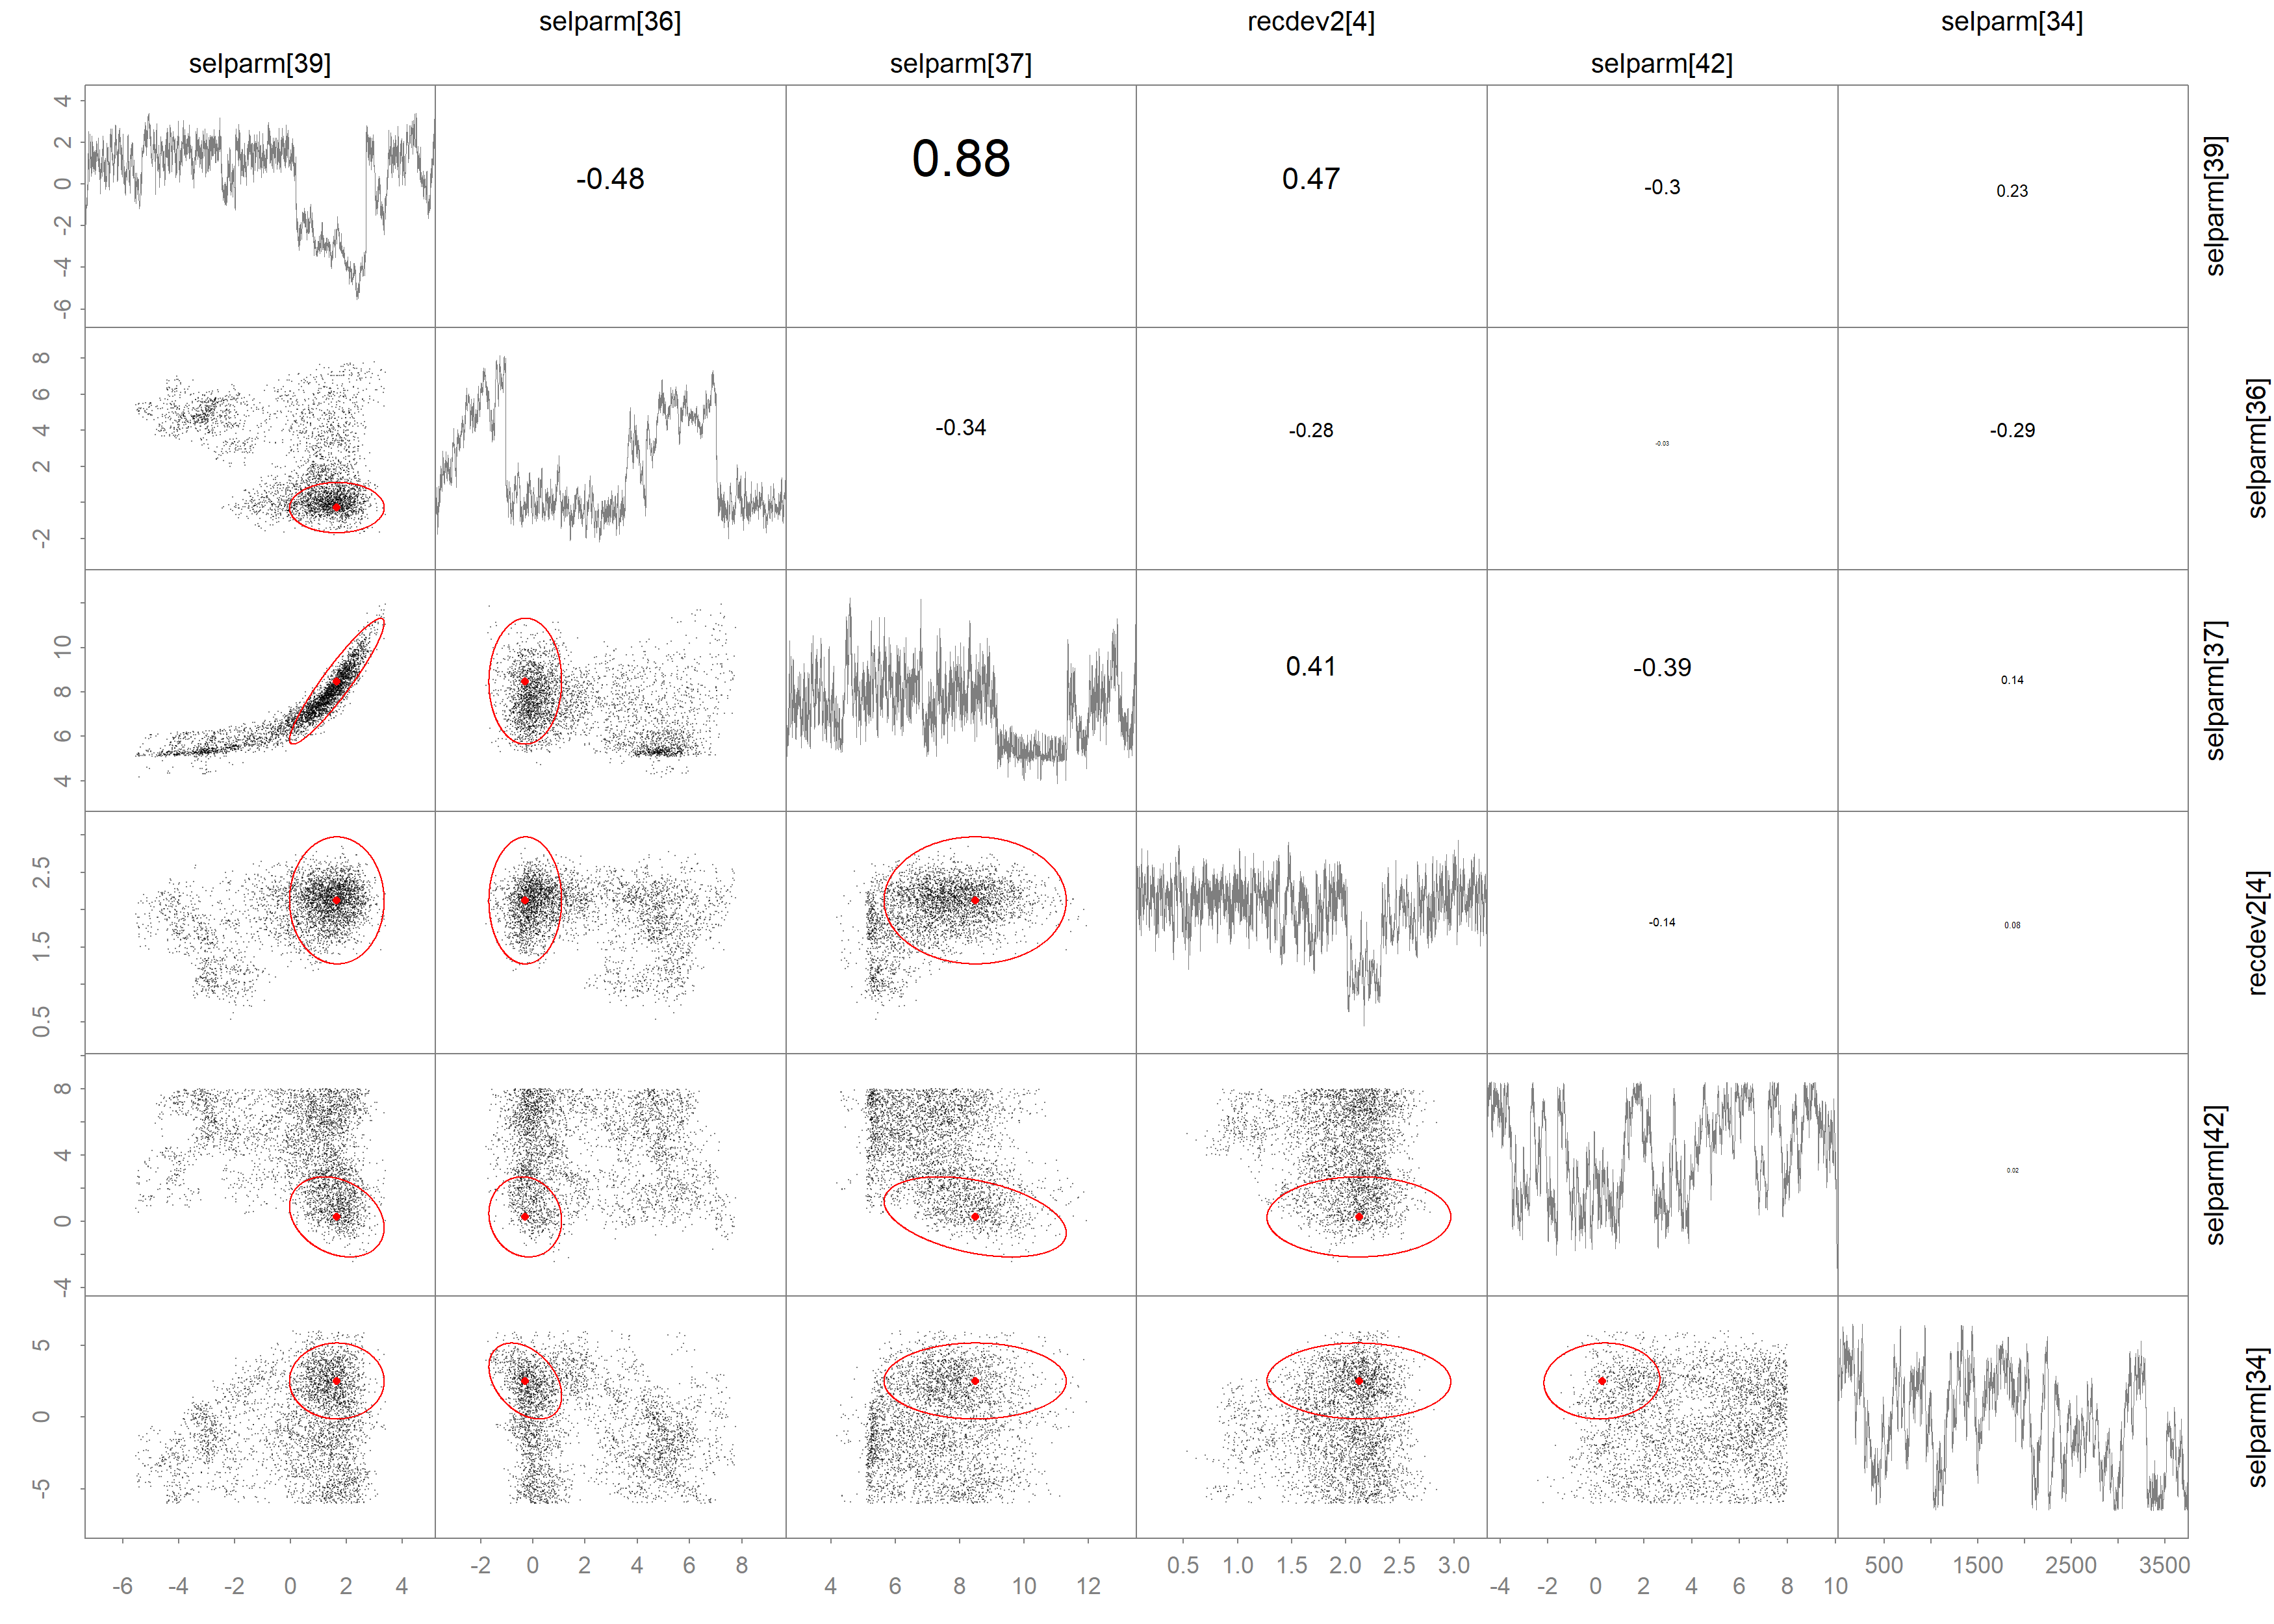 selparm[36] recdev2[4] selparm[34]
selparm[39] selparm[37] selparm[42]
4
2
0
-2
-4
-6
-0.48 0.88 0.47 -0.3 0.23
selparm[39]
8
6
4
2
-2
-0.34 -0.28 -0.03 -0.29
selparm[36]
10
8
6
4
0.41 -0.39 0.14
selparm[37]
2.5
1.5
0.5
-0.14 0.08
recdev2[4]
8
4
0
-4
0.02
selparm[42]
5
0
-5
selparm[34]
-2 0 2 4 6 8 0.5 1.0 1.5 2.0 2.5 3.0 500 1500 2500 3500
-6 -4 -2 0 2 4 4 6 8 10 12 -4 -2 0 2 4 6 8 10